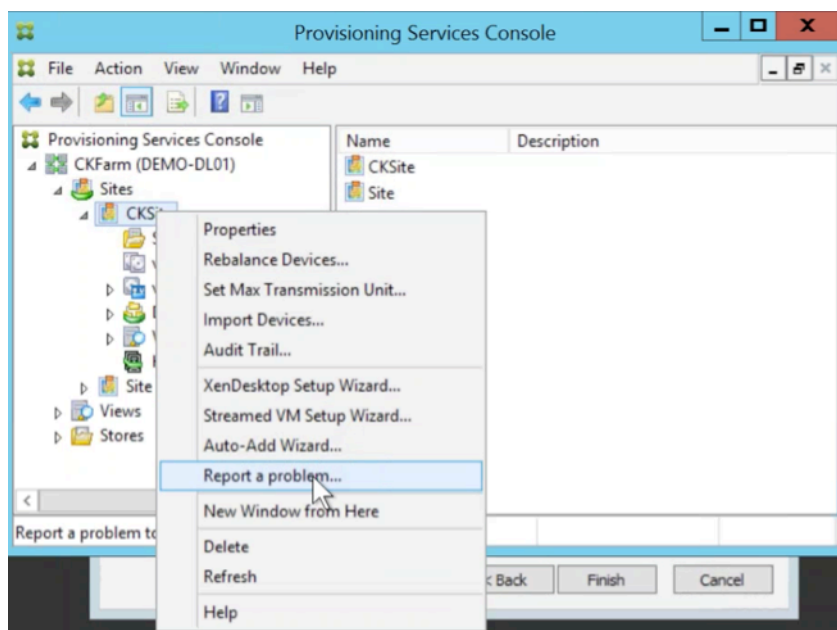 Provisioning Services Console
File Action View Window Help
Provisioning Services Console
CKFarm (DEMO-DL01)
Sites
Site
Views
Stores
Name Description
CKSite
Site
Properties
Rebalance Devices...
Set Max Transmission Unit...
Import Devices...
Audit Trail...
XenDesktop Setup Wizard...
Streamed VM Setup Wizard...
Auto-Add Wizard...
Report a problem...
New Window from Here
Delete
Refresh
Help
Report a problem
Back Finish Cancel